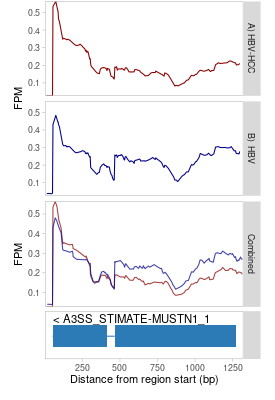 0.5
0.4
0.3
0.2
0.1
FPM
A) HBV-HCC
0.5
0.4
0.3
0.2
0.1
FPM
B) HBV
0.5
0.4
0.3
0.2
0.1
FPM
Combined
< A3SS_STIMATE-MUSTN1_1
250 500 750 1000 1250
Distance from region start (bp)